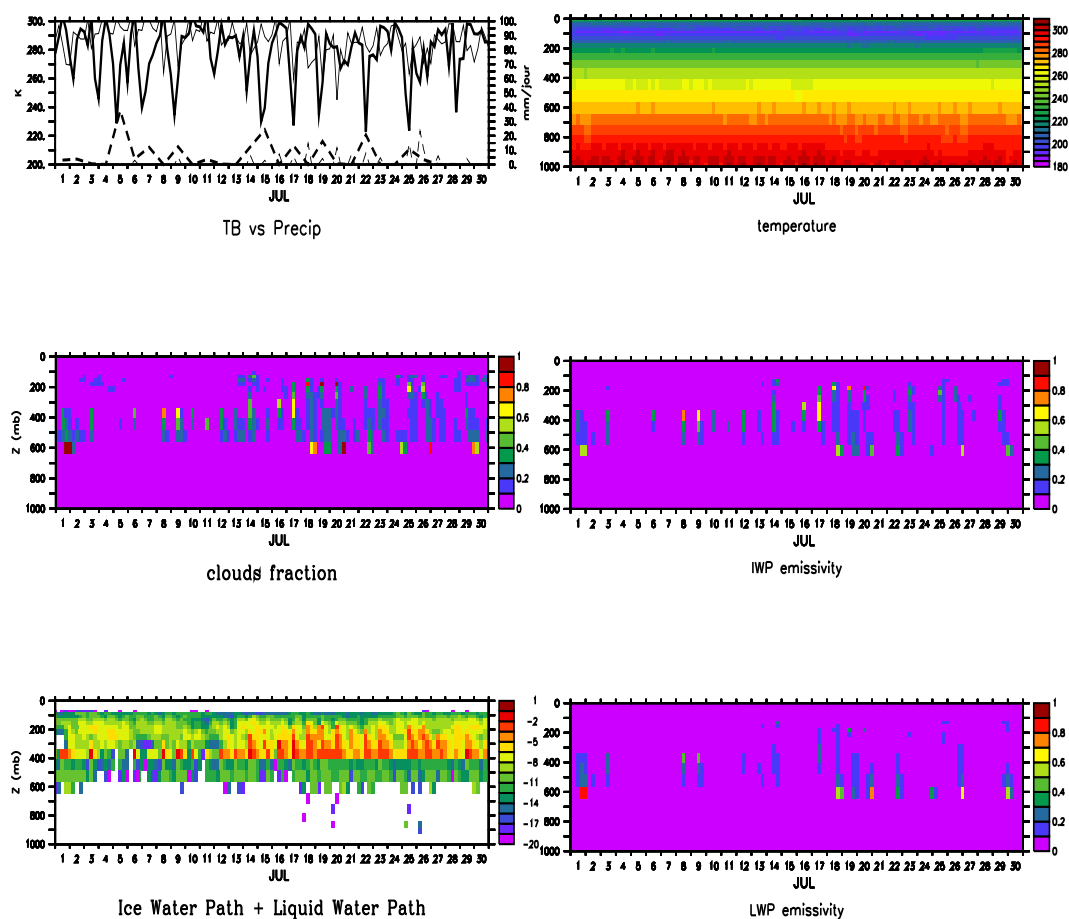 300. 100. 0 300
280. 90. 200 280
80. 260
K 260. 70. 400 240
60. mm/jour
240. 50. 600 220
40.
220. 30. 800 200
20.
200. 10. 1000 180
0.
1 2 3 4 5 6 7 8 9 10 11 12 13 14 15 16 17 18 19 20 21 22 23 24 25 26 27 28 29 30
JUL
TB vs Precip
1 2 3 4 5 6 7 8 9 10 11 12 13 14 15 16 17 18 19 20 21 22 23 24 25 26 27 28 29 30
JUL
temperature
Z (mb)
0 200 400 600 800 1000
1 0.8 0.6 0.4 0.2 0
1 2 3 4 5 6 7 8 9 10 11 12 13 14 15 16 17 18 19 20 21 22 23 24 25 26 27 28 29 30
JUL
clouds fraction
0 200 400 600 800 1000
1 0.8 0.6 0.4 0.2 0
1 2 3 4 5 6 7 8 9 10 11 12 13 14 15 16 17 18 19 20 21 22 23 24 25 26 27 28 29 30
JUL
IWP emissivity
Z (mb)
0 200 400 600 800 1000
1 -2 -5 -8 -11 -14 -17 -20
1 2 3 4 5 6 7 8 9 10 11 12 13 14 15 16 17 18 19 20 21 22 23 24 25 26 27 28 29 30
JUL
Ice Water Path + Liquid Water Path
0 200 400 600 800 1000
1 0.8 0.6 0.4 0.2 0
1 2 3 4 5 6 7 8 9 10 11 12 13 14 15 16 17 18 19 20 21 22 23 24 25 26 27 28 29 30
JUL
LWP emissivity